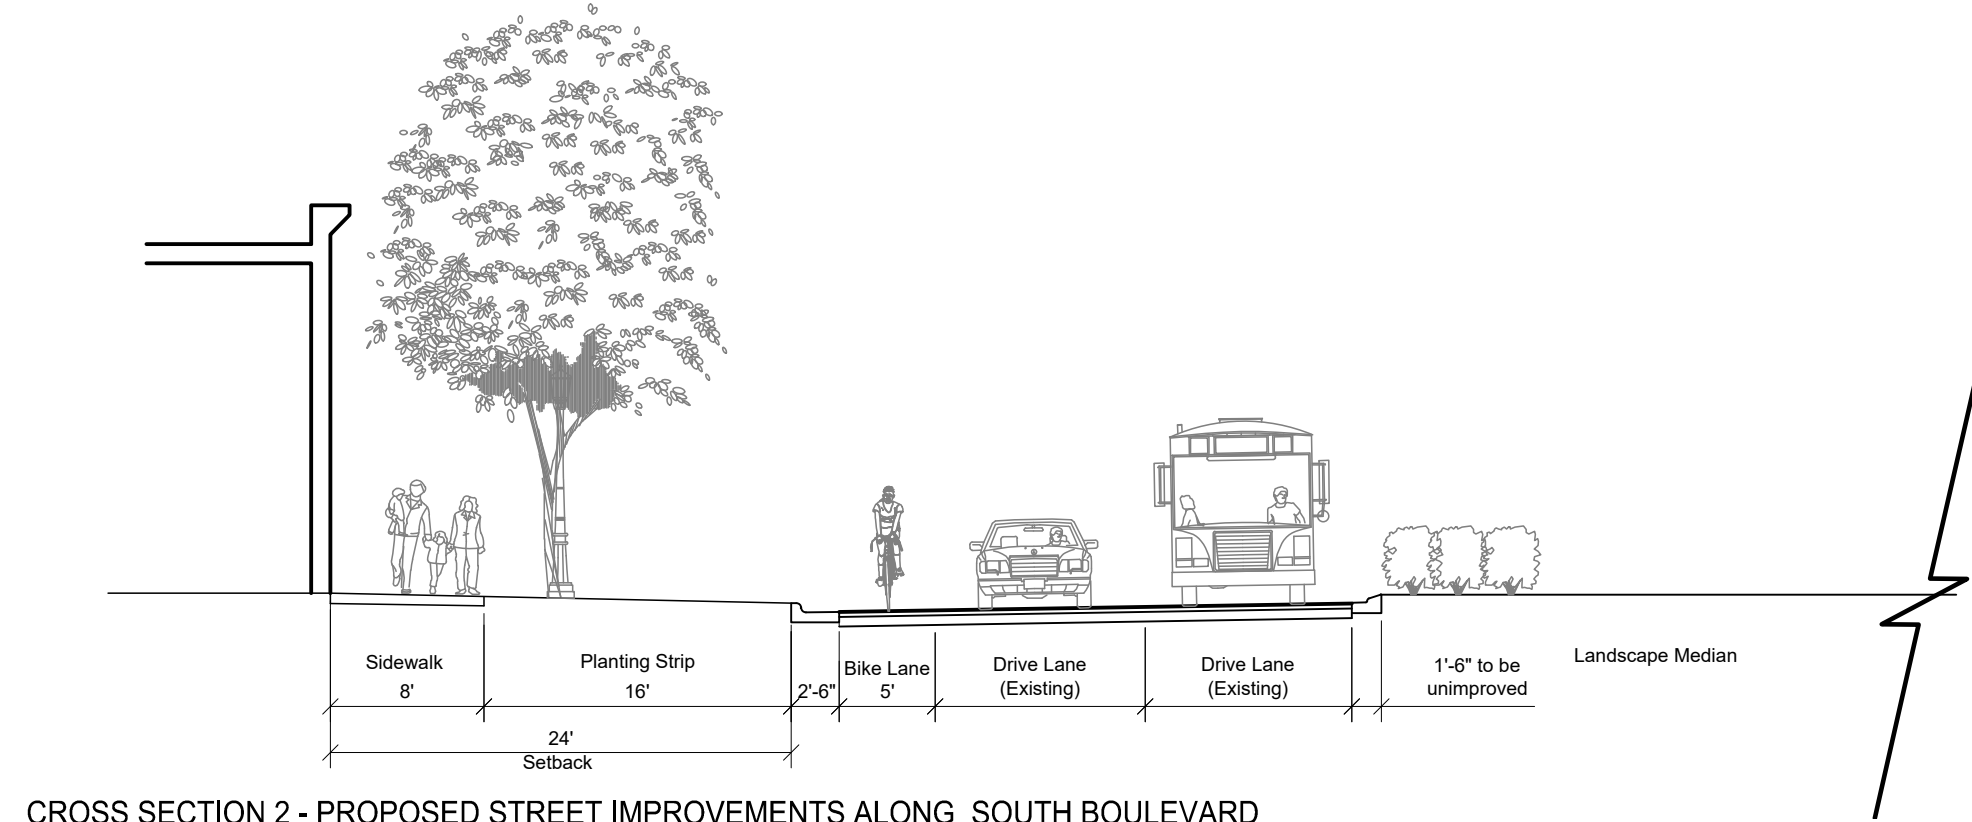 Sidewalk
8'
Planting Strip
16'
2'-6"
Bike Lane
5'
Drive Lane
(Existing)
Drive Lane
(Existing)
1'-6" to be
unimproved
Landscape Median
24'
Setback
CROSS SECTION 2 - PROPOSED STREET IMPROVEMENTS ALONG SOUTH BOULEVARD